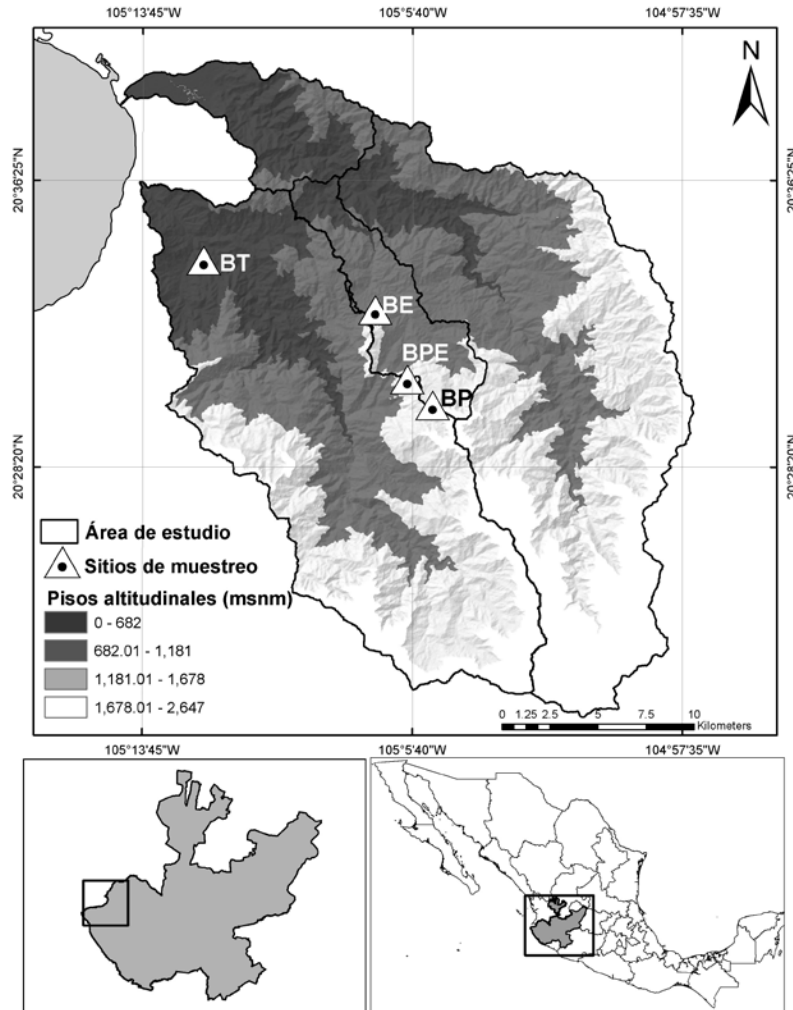 105°13'45"W 105°5'40"W 104°57'35"W
N
20°36'25"N 20°36'25"N
BT
BE
BPE
BP
20°28'20"N 20°28'20"N
Área de estudio
Sitios de muestreo
Pisos altitudinales (msnm)
0 - 682
682.01 - 1,181
1,181.01 - 1,678
1,678.01 - 2,647
0 1.25 2.5 5 7.5 10
Kilometers
105°13'45"W 105°5'40"W 104°57'35"W